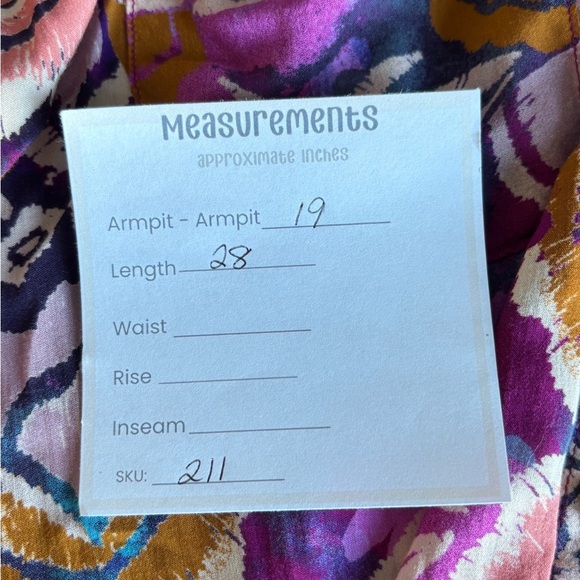 Measurements
approximate inches
Armpit - Armpit 19
Length 28
Waist
Rise
Inseam
SKU: 211